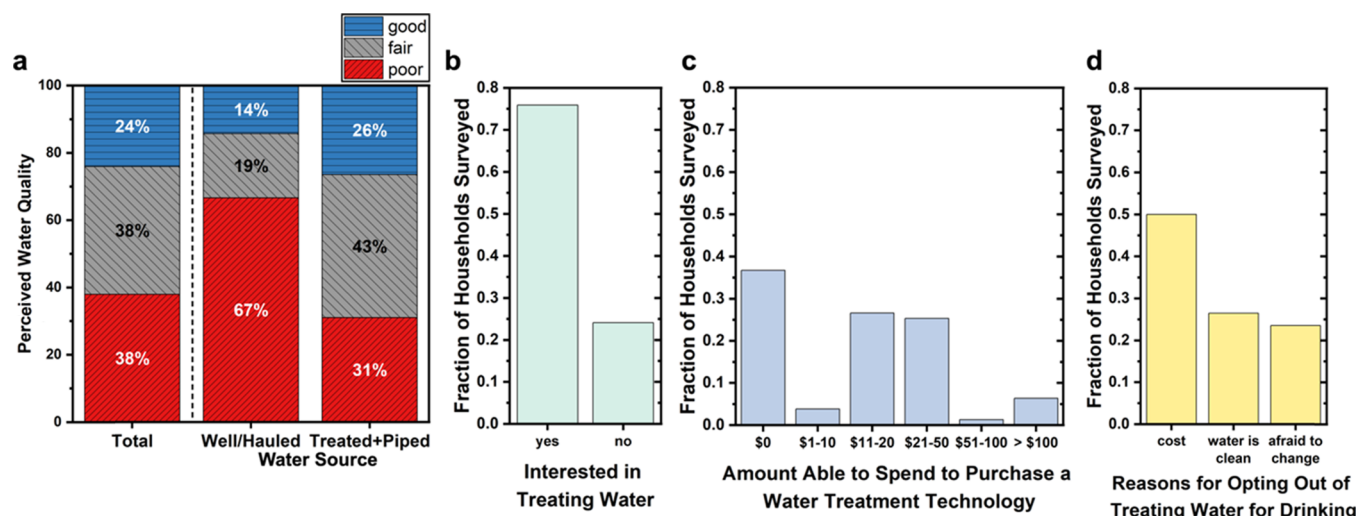 good
fair
poor
a
Perceived Water Quality
100
80
60
40
20
0
24%
38%
38%
14%
19%
67%
26%
43%
31%
Total
Well/Hauled
Treated+Piped
Water Source
b
Fraction of Households Surveyed
0.8
0.7
0.6
0.5
0.4
0.3
0.2
0.1
0.0
yes
no
Interested in
Treating Water
c
Fraction of Households Surveyed
0.8
0.7
0.6
0.5
0.4
0.3
0.2
0.1
0.0
$0
$1-10
$11-20
$21-50
$51-100
> $100
Amount Able to Spend to Purchase a
Water Treatment Technology
d
Fraction of Households Surveyed
0.8
0.7
0.6
0.5
0.4
0.3
0.2
0.1
0.0
cost
water is
clean
afraid to
change
Reasons for Opting Out of
Treating Water for Drinking